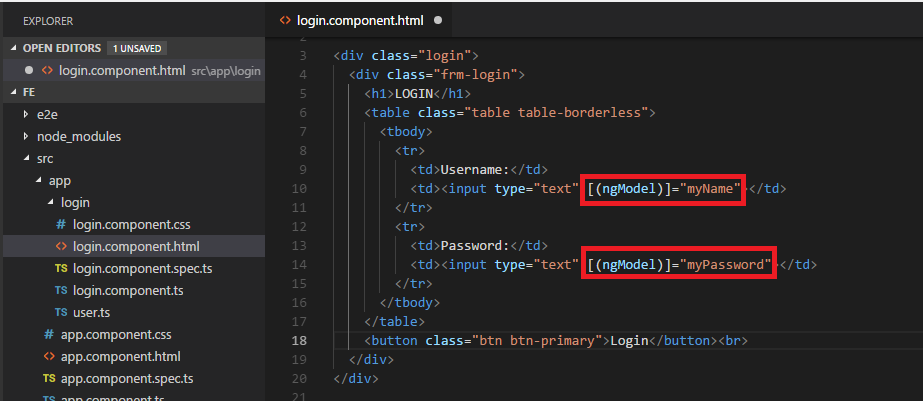 EXPLORER
OPEN EDITORS 1 UNSAVED
login.component.html src\app\login
FE
e2e
node_modules
src
app
login
login.component.css
login.component.html
TS login.component.spec.ts
TS login.component.ts
TS user.ts
app.component.css
app.component.html
TS app.component.spec.ts
TS app.component.ts
login.component.html
2
3 <div class="login">
4 <div class="frm-login">
5 <h1>LOGIN</h1>
6 <table class="table table-borderless">
7 <tbody>
8 <tr>
9 <td>Username:</td>
10 <td><input type="text" [(ngModel)]="myName"></td>
11 </tr>
12 <tr>
13 <td>Password:</td>
14 <td><input type="text" [(ngModel)]="myPassword"></td>
15 </tr>
16 </tbody>
17 </table>
18 <button class="btn btn-primary">Login</button><br>
19 </div>
20 </div>
21